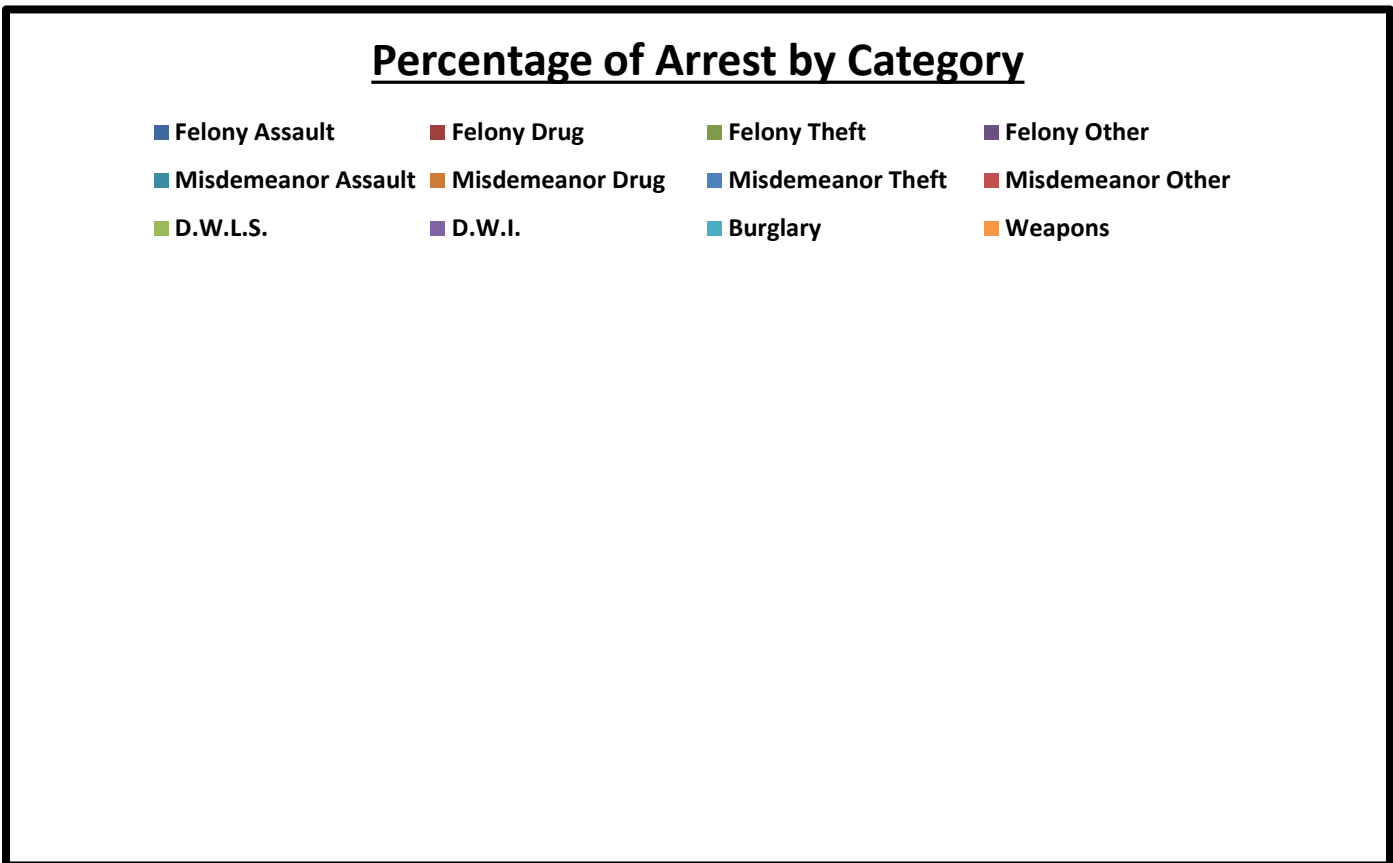 Percentage of Arrest by Category
Felony Assault Felony Drug Felony Theft Felony Other
Misdemeanor Assault Misdemeanor Drug Misdemeanor Theft Misdemeanor Other
D.W.L.S. D.W.I. Burglary Weapons